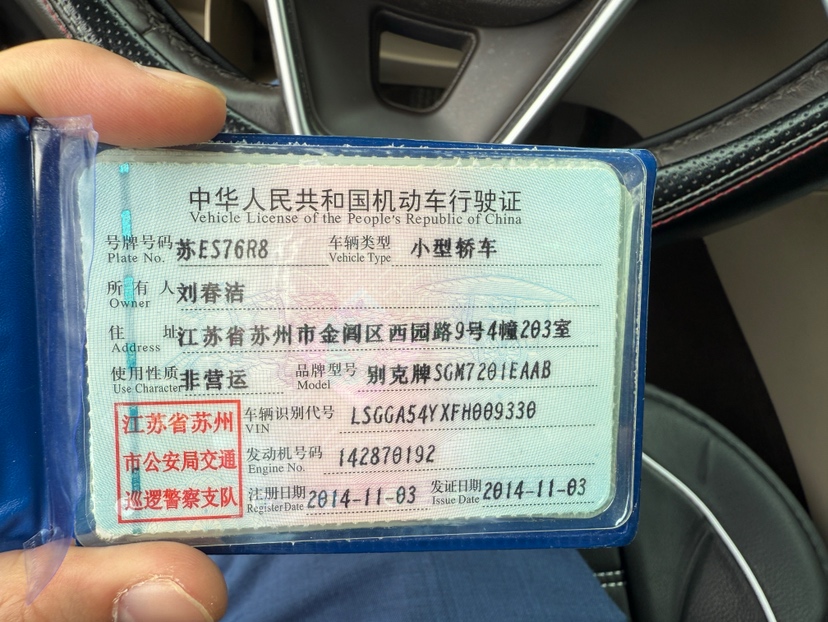 中华人民共和国机动车行驶证
Vehicle License of the People's Republic of China
号牌号码 苏ES76R8 车辆类型 小型轿车
Plate No. Vehicle Type
所有人 刘春洁
Owner
住址 江苏省苏州市金阊区西园路9号4幢203室
Address
使用性质 非营运 品牌型号 别克牌SGM7201EAAB
Use Character Model
江苏省苏州
市公安局交通
巡逻警察支队
车辆识别代号 LSGGA54YXFH009330
VIN
发动机号码 142870192
Engine No.
注册日期 2014-11-03 发证日期 2014-11-03
Register Date Issue Date